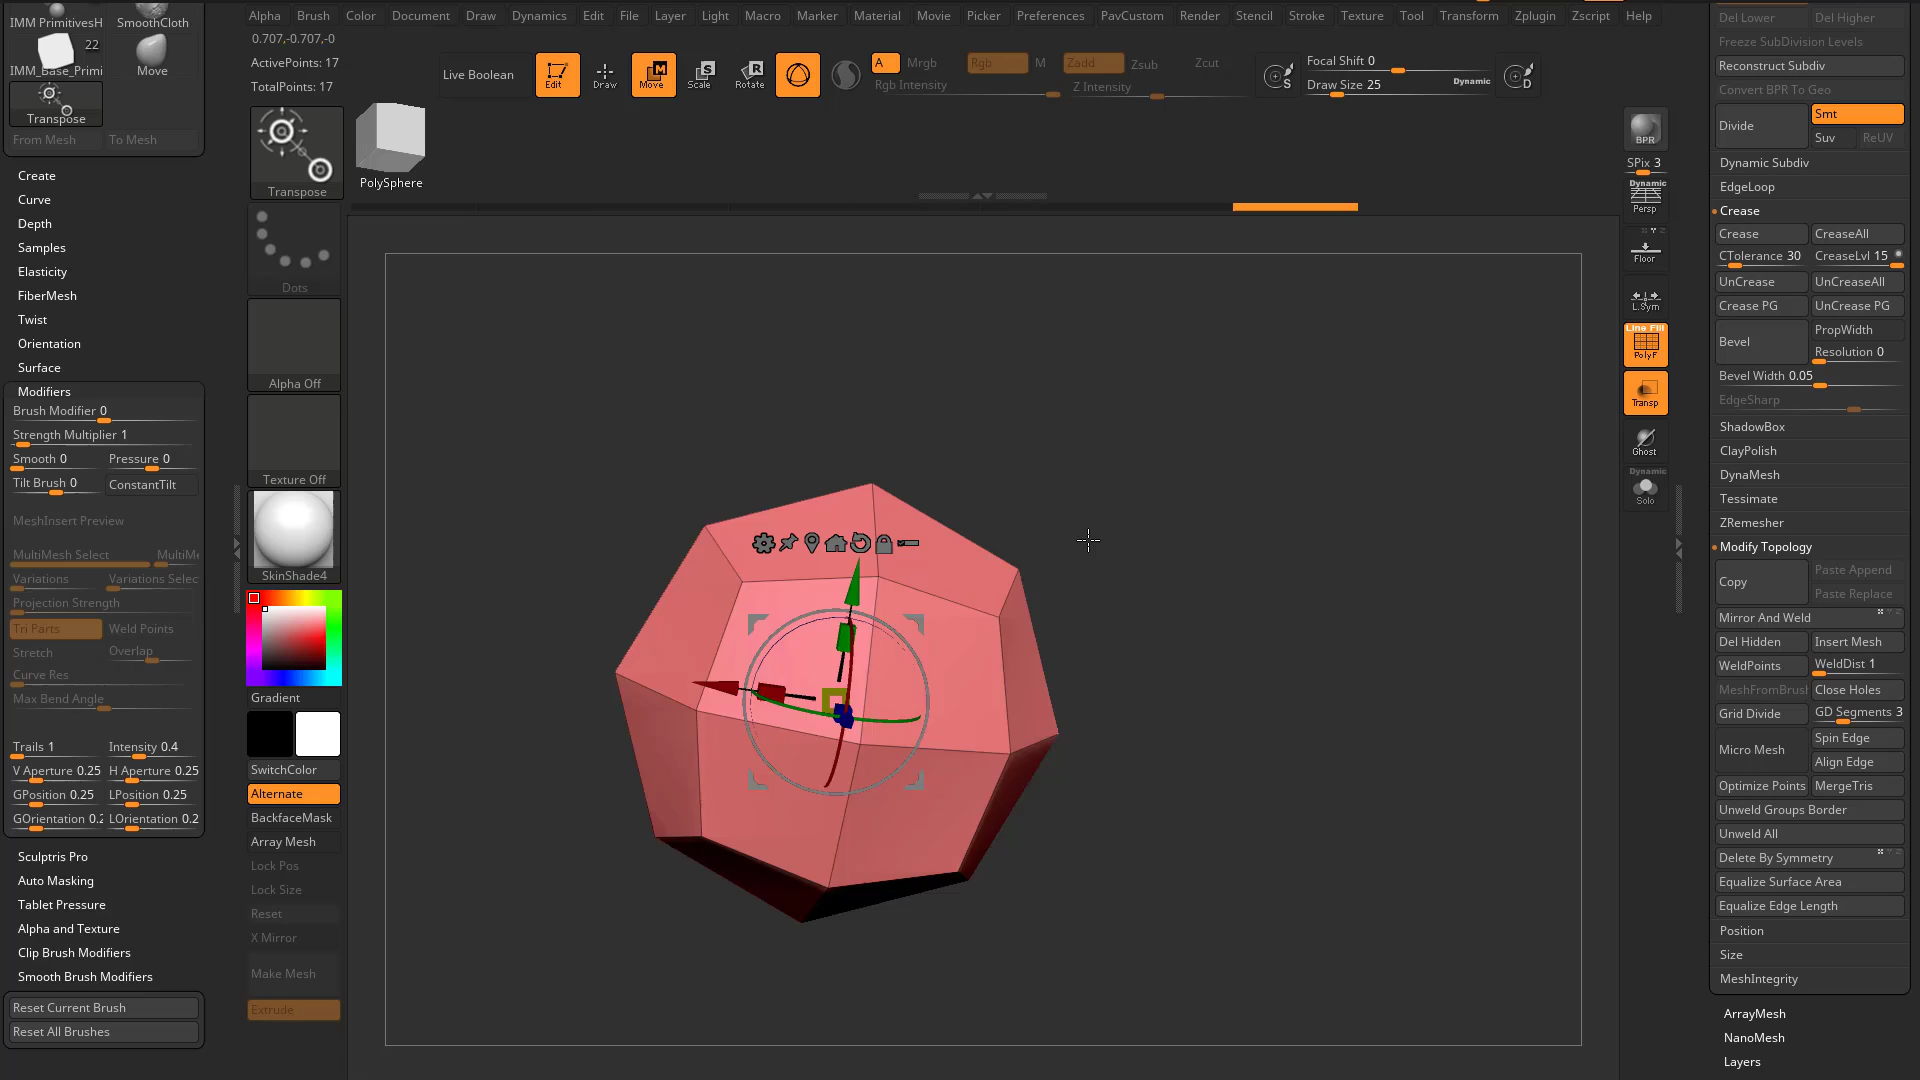 Alpha Brush Color Document Draw Dynamics Edit File Layer Light Macro Marker Material Movie Picker Preferences PavCustom Render Stencil Stroke Texture Tool Transform Zplugin Zscript Help
IMM PrimitivesH SmoothCloth
22
IMM_Base_Primi Move
Transpose
From Mesh To Mesh
Create
Curve
Depth
Samples
Elasticity
FiberMesh
Twist
Orientation
Surface
Modifiers
Brush Modifier 0
Strength Multiplier 1
Smooth 0 Pressure 0
Tilt Brush 0 ConstantTilt
MeshInsert Preview
MultiMesh Select MultiMe
Variations Variations Selec
Projection Strength
Tri Parts Weld Points
Stretch Overlap
Curve Res
Max Bend Angle
Trails 1 Intensity 0.4
V Aperture 0.25 H Aperture 0.25
GPosition 0.25 LPosition 0.25
GOrientation 0.2 LOrientation 0.2
Sculptris Pro
Auto Masking
Tablet Pressure
Alpha and Texture
Clip Brush Modifiers
Smooth Brush Modifiers
Reset Current Brush
Reset All Brushes
0.707,-0.707,-0
ActivePoints: 17
TotalPoints: 17
Live Boolean
Edit
Draw
M
Move
S
Scale
R
Rotate
A Mrgb Rgb M Zadd Zsub Zcut
Rgb Intensity Z Intensity
S
Focal Shift 0
Draw Size 25 Dynamic
D
Transpose
PolySphere
Dots
Alpha Off
Texture Off
SkinShade4
Gradient
SwitchColor
Alternate
BackfaceMask
Array Mesh
Lock Pos
Lock Size
Reset
X Mirror
Make Mesh
Extrude
BPR
SPix 3
Dynamic
Persp
Floor
L.Sym
Line Fill
PolyF
Transp
Ghost
Dynamic
Solo
Del Lower Del Higher
Freeze SubDivision Levels
Reconstruct Subdiv
Convert BPR To Geo
Divide Smt
Suv ReUV
Dynamic Subdiv
EdgeLoop
Crease
Crease CreaseAll
CTolerance 30 CreaseLvl 15
UnCrease UnCreaseAll
Crease PG UnCrease PG
Bevel PropWidth
Resolution 0
Bevel Width 0.05
EdgeSharp
ShadowBox
ClayPolish
DynaMesh
Tessimate
ZRemesher
Modify Topology
Copy Paste Append
Paste Replace
Mirror And Weld
Del Hidden Insert Mesh
WeldPoints WeldDist 1
MeshFromBrush Close Holes
Grid Divide GD Segments 3
Micro Mesh Spin Edge
Align Edge
Optimize Points MergeTris
Unweld Groups Border
Unweld All
Delete By Symmetry
Equalize Surface Area
Equalize Edge Length
Position
Size
MeshIntegrity
ArrayMesh
NanoMesh
Layers